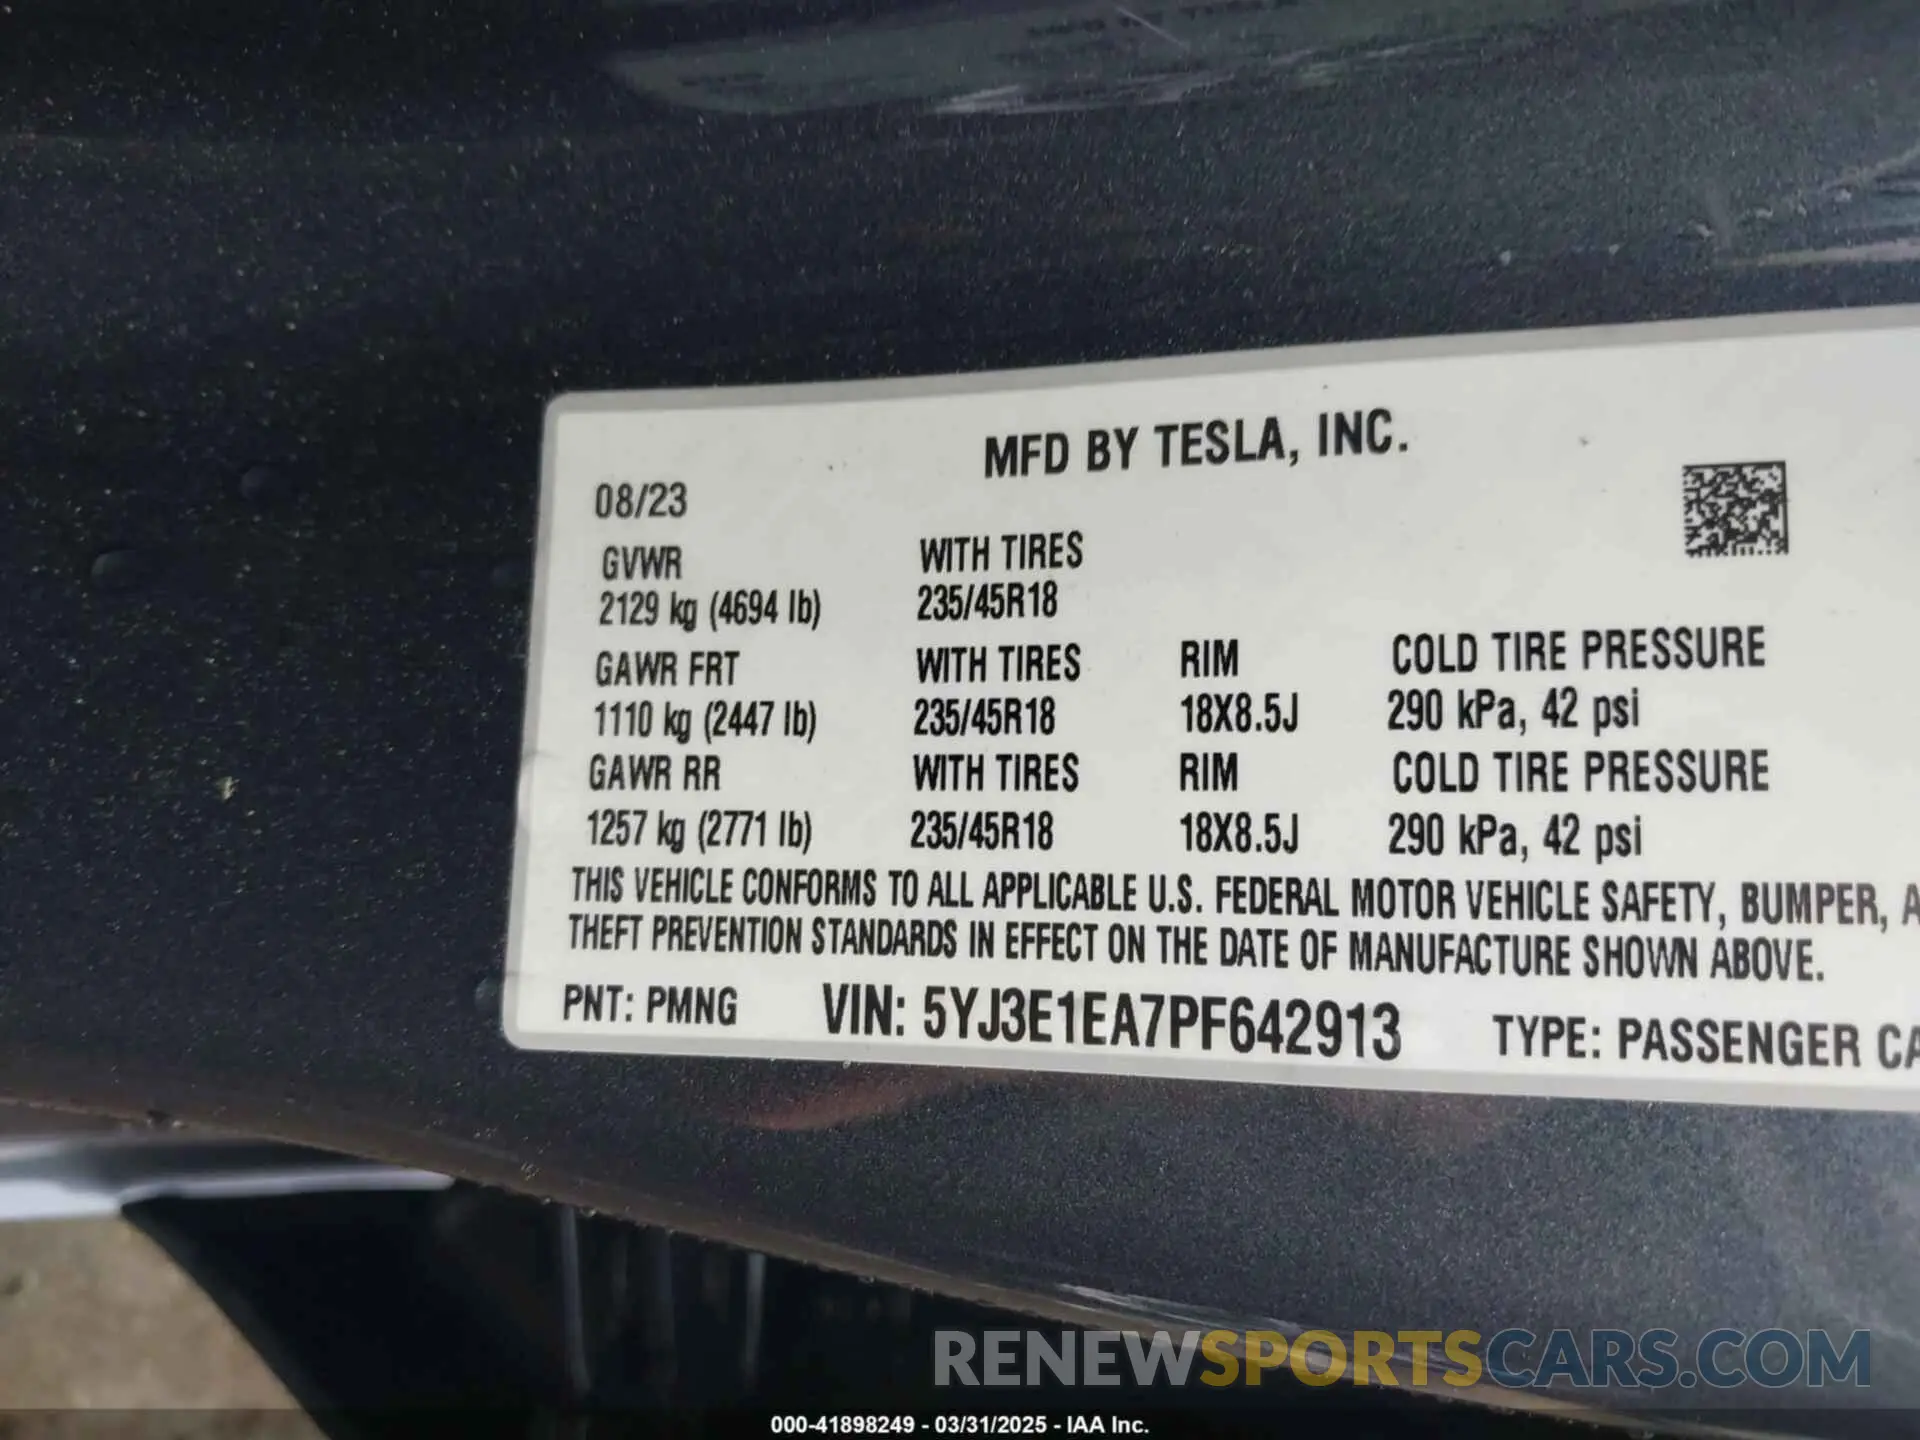 MFD BY TESLA, INC.
08/23
GVWR WITH TIRES
2129 kg (4694 lb) 235/45R18
GAWR FRT WITH TIRES RIM COLD TIRE PRESSURE
1110 kg (2447 lb) 235/45R18 18X8.5J 290 kPa, 42 psi
GAWR RR WITH TIRES RIM COLD TIRE PRESSURE
1257 kg (2771 lb) 235/45R18 18X8.5J 290 kPa, 42 psi
THIS VEHICLE CONFORMS TO ALL APPLICABLE U.S. FEDERAL MOTOR VEHICLE SAFETY, BUMPER, A
THEFT PREVENTION STANDARDS IN EFFECT ON THE DATE OF MANUFACTURE SHOWN ABOVE.
PNT: PMNG VIN: 5YJ3E1EA7PF642913 TYPE: PASSENGER CA
RENEWSPORTSCARS.COM
000-41898249 - 03/31/2025 - IAA Inc.